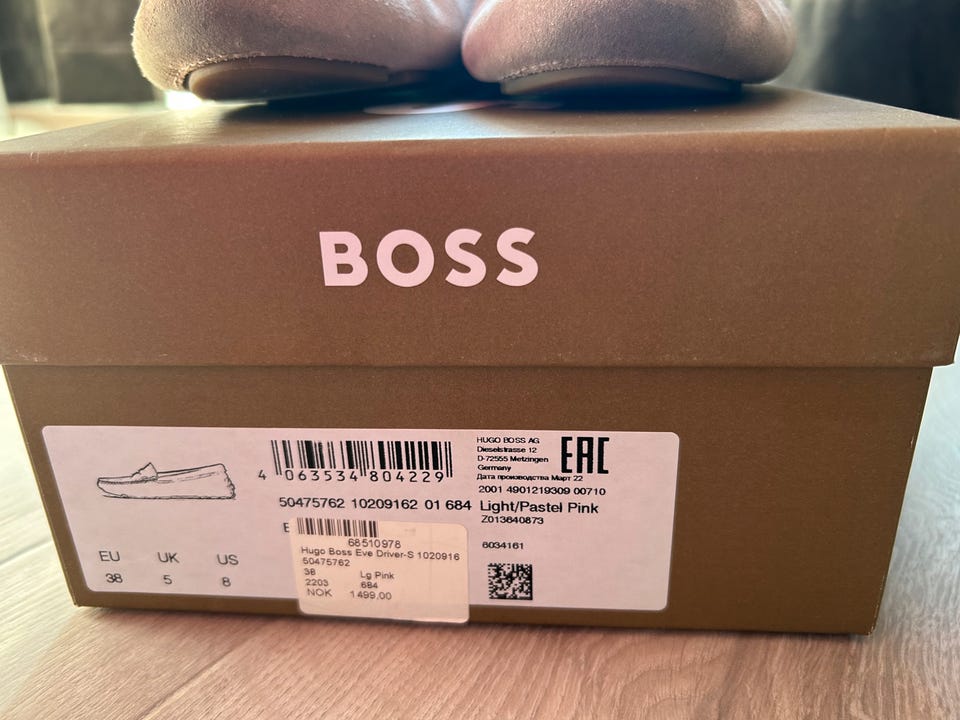 BOSS
4 063534 804229
HUGO BOSS AG
Dieselstrasse 12
D-72555 Metzingen
Germany
Дата производства Март 22
EAC
2001 4901219309 00710
50475762 10209162 01 684 Light/Pastel Pink
Z013640873
6034161
E
EU UK US
38 5 8
68510978
Hugo Boss Eve Driver-S 1020916
50475762
38 Lg Pink
2203 684
NOK 1499,00